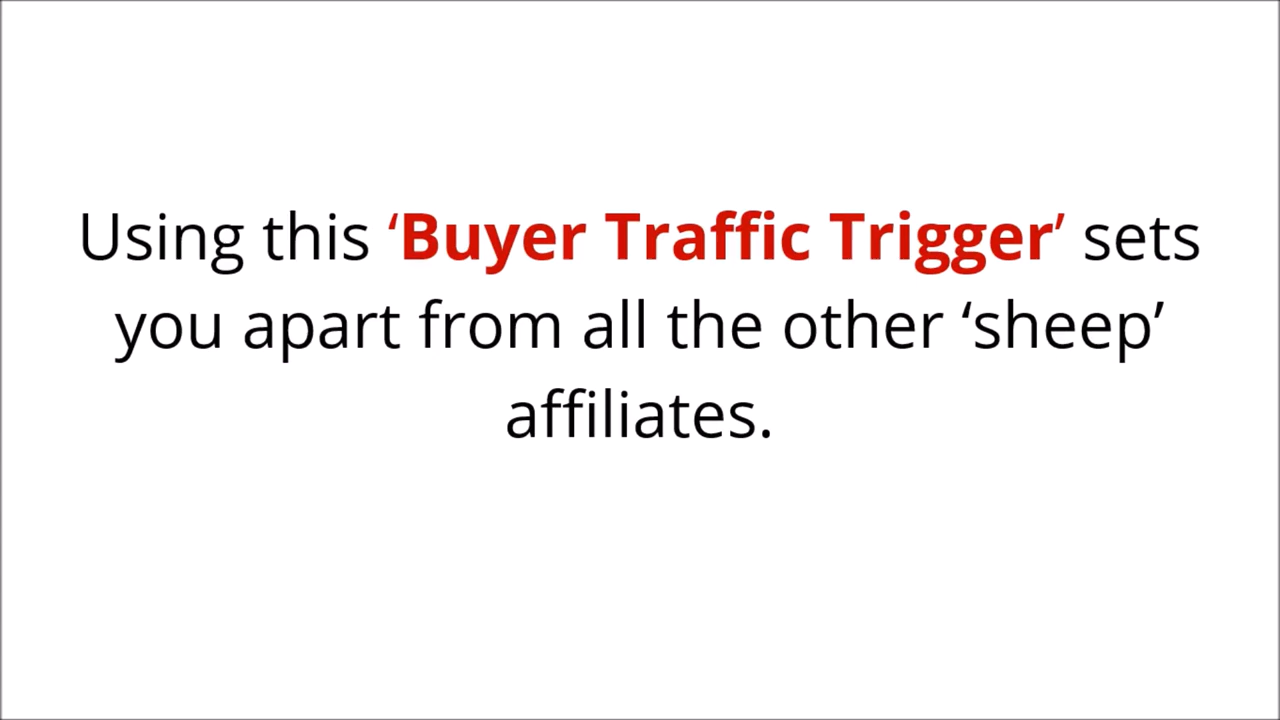 Using this ‘Buyer Traffic Trigger’ sets
you apart from all the other ‘sheep’
affiliates.